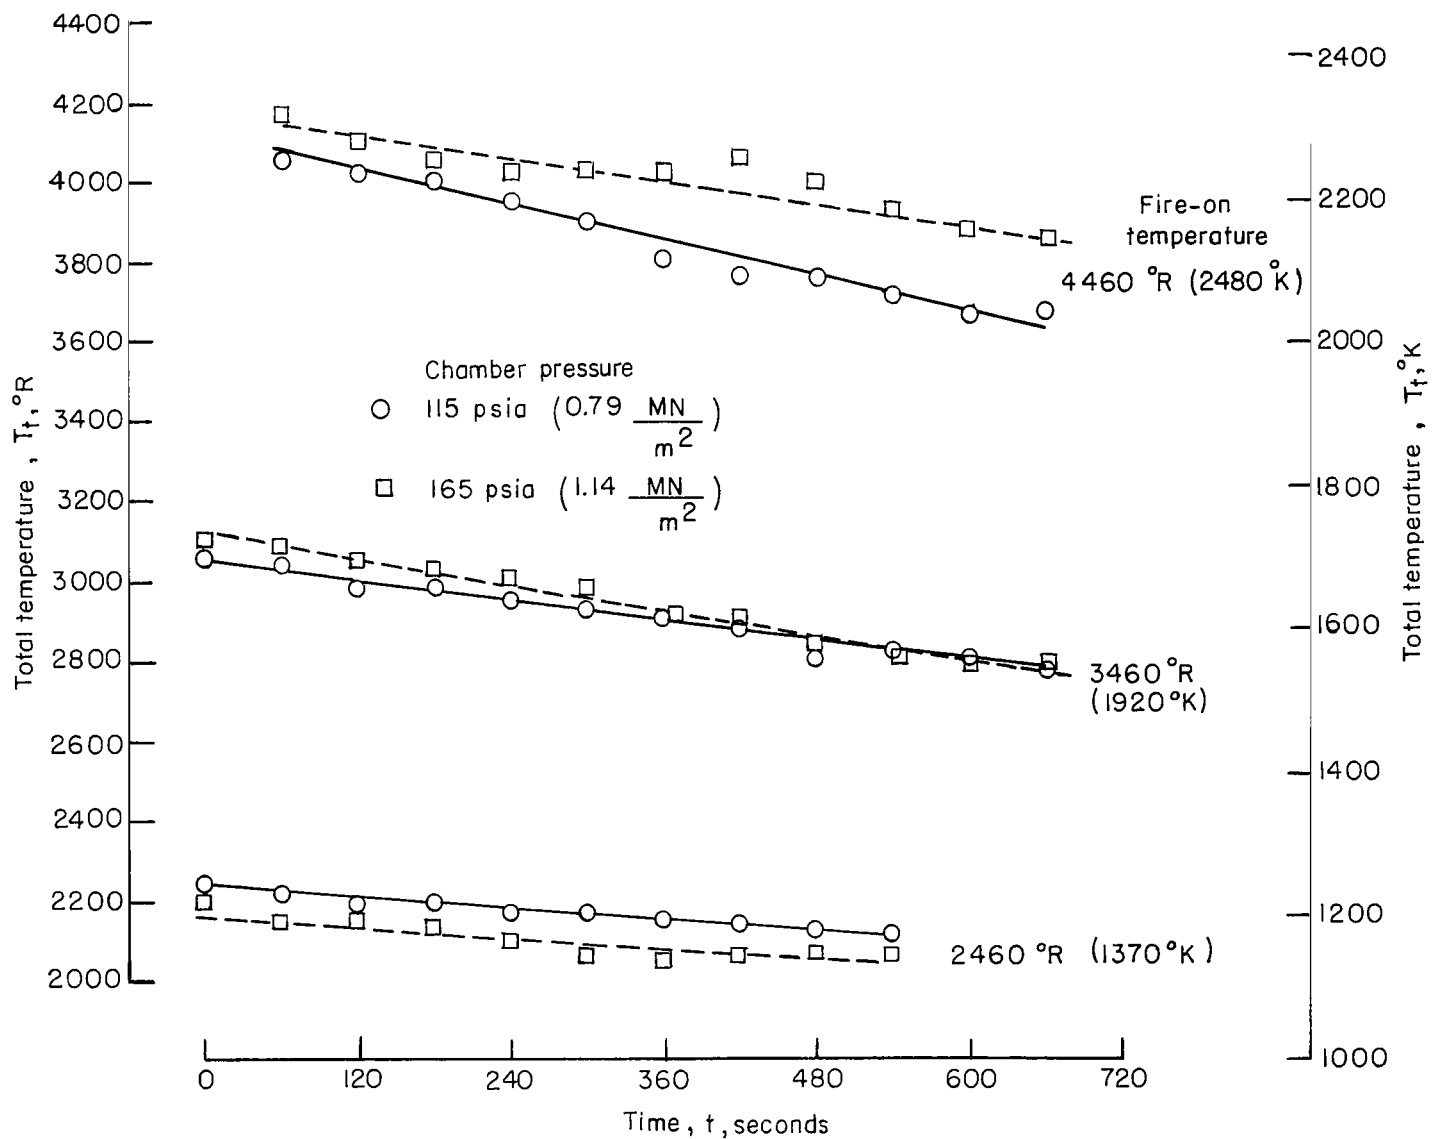 4400
4200
4000
3800
3600
3400
3200
3000
2800
2600
2400
2200
2000
Total temperature, Tt, °R
2400
2200
2000
1800
1600
1400
1200
1000
Total temperature, Tt, °K
Fire-on
temperature
4460 °R (2480 °K)
Chamber pressure
115 psia (0.79 MN/m2)
165 psia (1.14 MN/m2)
3460 °R
(1920 °K)
2460 °R (1370 °K)
0 120 240 360 480 600 720
Time, t, seconds